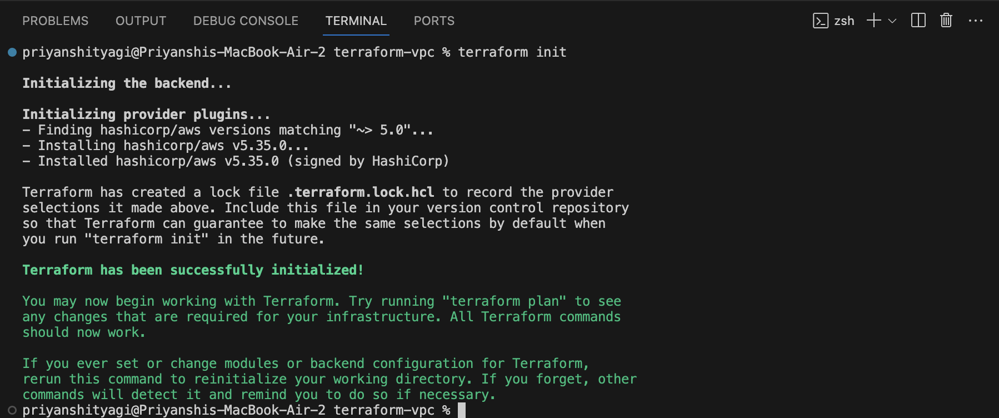 PROBLEMS OUTPUT DEBUG CONSOLE TERMINAL PORTS zsh
priyanshityagi@Priyanshis-MacBook-Air-2 terraform-vpc % terraform init
Initializing the backend...
Initializing provider plugins...
- Finding hashicorp/aws versions matching "~> 5.0"...
- Installing hashicorp/aws v5.35.0...
- Installed hashicorp/aws v5.35.0 (signed by HashiCorp)
Terraform has created a lock file .terraform.lock.hcl to record the provider
selections it made above. Include this file in your version control repository
so that Terraform can guarantee to make the same selections by default when
you run "terraform init" in the future.
Terraform has been successfully initialized!
You may now begin working with Terraform. Try running "terraform plan" to see
any changes that are required for your infrastructure. All Terraform commands
should now work.
If you ever set or change modules or backend configuration for Terraform,
rerun this command to reinitialize your working directory. If you forget, other
commands will detect it and remind you to do so if necessary.
priyanshityagi@Priyanshis-MacBook-Air-2 terraform-vpc %